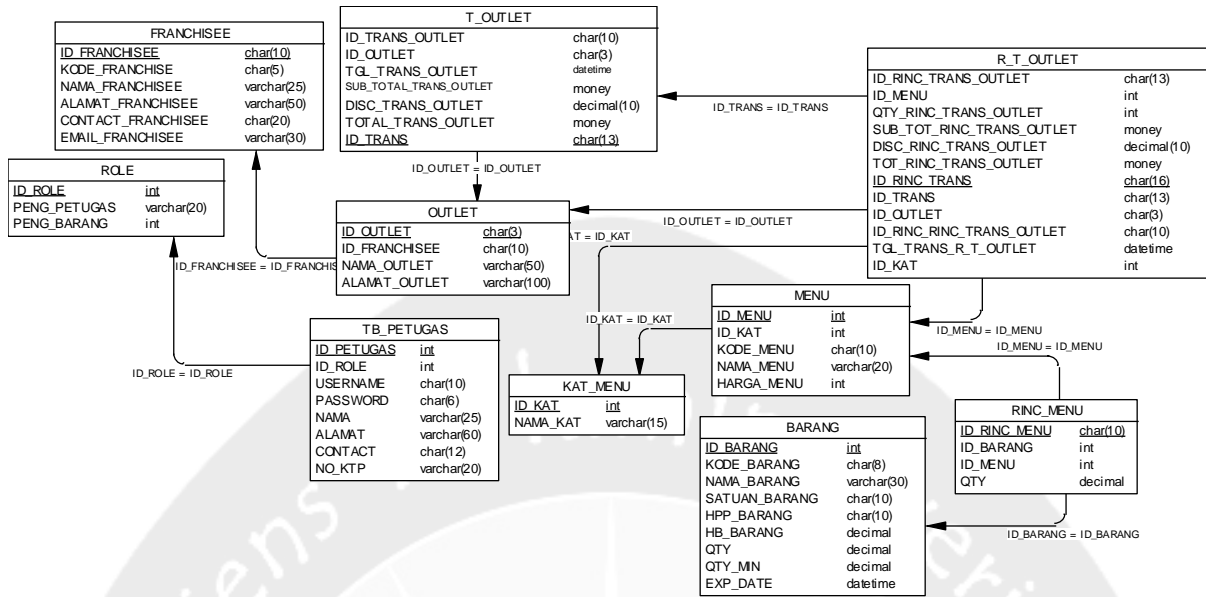 FRANCHISEE
ID_FRANCHISEE char(10)
KODE_FRANCHISE char(5)
NAMA_FRANCHISEE varchar(25)
ALAMAT_FRANCHISEE varchar(50)
CONTACT_FRANCHISEE char(20)
EMAIL_FRANCHISEE varchar(30)
T_OUTLET
ID_TRANS_OUTLET char(10)
ID_OUTLET char(3)
TGL_TRANS_OUTLET datetime
SUB_TOTAL_TRANS_OUTLET money
DISC_TRANS_OUTLET decimal(10)
TOTAL_TRANS_OUTLET money
ID_TRANS char(13)
R_T_OUTLET
ID_RINC_TRANS_OUTLET char(13)
ID_MENU int
QTY_RINC_TRANS_OUTLET int
SUB_TOT_RINC_TRANS_OUTLET money
DISC_RINC_TRANS_OUTLET decimal(10)
TOT_RINC_TRANS_OUTLET money
ID_RINC_TRANS char(16)
ID_TRANS char(13)
ID_OUTLET char(3)
ID_RINC_RINC_TRANS_OUTLET char(10)
TGL_TRANS_R_T_OUTLET datetime
ID_KAT int
ID_TRANS = ID_TRANS
ROLE
ID_ROLE int
PENG_PETUGAS varchar(20)
PENG_BARANG int
ID_OUTLET = ID_OUTLET
OUTLET
ID_OUTLET char(3)
ID_FRANCHISEE char(10)
NAMA_OUTLET varchar(50)
ALAMAT_OUTLET varchar(100)
ID_OUTLET = ID_OUTLET
AT = ID_KAT
ID_FRANCHISEE = ID_FRANCHIS
MENU
ID_MENU int
ID_KAT int
KODE_MENU char(10)
NAMA_MENU varchar(20)
HARGA_MENU int
ID_KAT = ID_KAT
ID_MENU = ID_MENU
ID_MENU = ID_MENU
TB_PETUGAS
ID_PETUGAS int
ID_ROLE int
USERNAME char(10)
PASSWORD char(6)
NAMA varchar(25)
ALAMAT varchar(60)
CONTACT char(12)
NO_KTP varchar(20)
ID_ROLE = ID_ROLE
KAT_MENU
ID_KAT int
NAMA_KAT varchar(15)
RINC_MENU
ID_RINC_MENU char(10)
ID_BARANG int
ID_MENU int
QTY decimal
BARANG
ID_BARANG int
KODE_BARANG char(8)
NAMA_BARANG varchar(30)
SATUAN_BARANG char(10)
HPP_BARANG char(10)
HB_BARANG decimal
QTY decimal
QTY_MIN decimal
EXP_DATE datetime
ID_BARANG = ID_BARANG